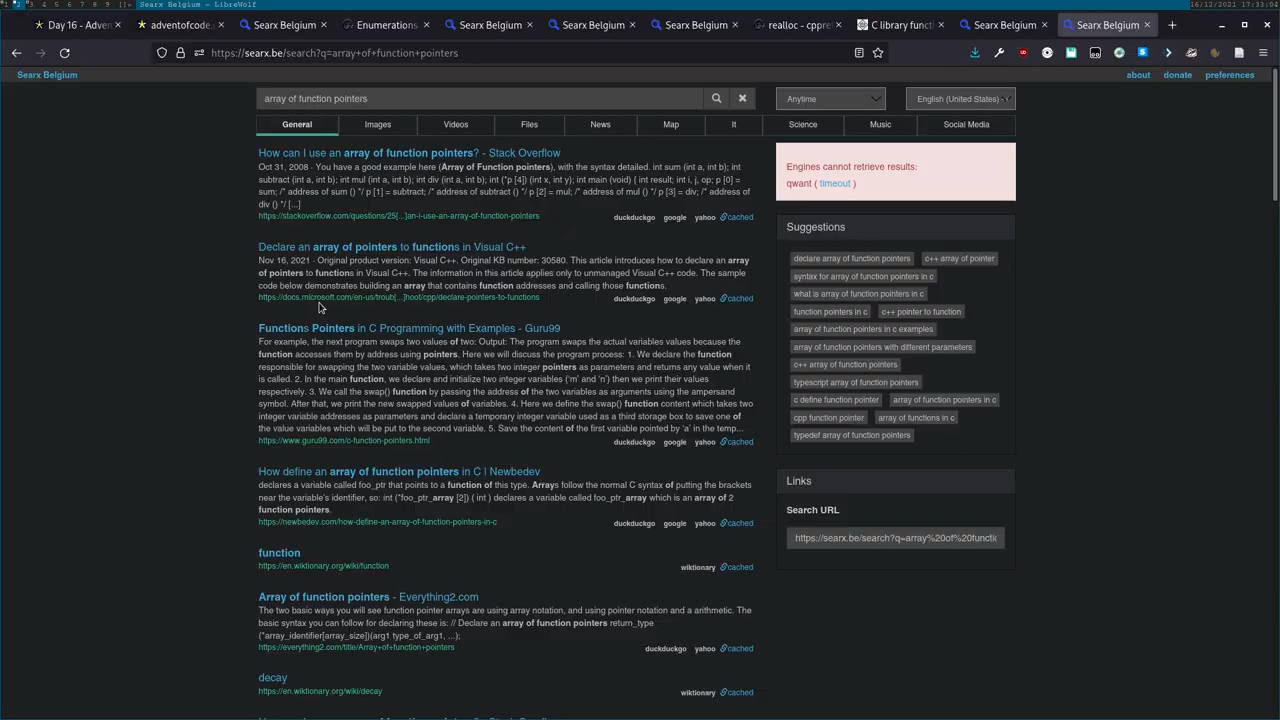 1 2 3 4 5 6 7 8 9 []= Searx Belgium — LibreWolf 16/12/2021 17:33:04
Day 16 - Adven adventofcode. Searx Belgium Enumerations Searx Belgium Searx Belgium Searx Belgium realloc - cppref C library functi Searx Belgium Searx Belgium
https://searx.be/search?q=array+of+function+pointers
Searx Belgium about donate preferences
array of function pointers Anytime English (United States)
General Images Videos Files News Map It Science Music Social Media
How can I use an array of function pointers? - Stack Overflow
Oct 31, 2008 · You have a good example here (Array of Function pointers), with the syntax detailed. int sum (int a, int b); int
subtract (int a, int b); int mul (int a, int b); int div (int a, int b); int (*p [4]) (int x, int y); int main (void) { int result; int i, j, op; p [0] =
sum; /* address of sum () */ p [1] = subtract; /* address of subtract () */ p [2] = mul; /* address of mul () */ p [3] = div; /* address of
div () */ [...]
https://stackoverflow.com/questions/25[...]an-i-use-an-array-of-function-pointers duckduckgo google yahoo cached
Declare an array of pointers to functions in Visual C++
Nov 16, 2021 · Original product version: Visual C++. Original KB number: 30580. This article introduces how to declare an array
of pointers to functions in Visual C++. The information in this article applies only to unmanaged Visual C++ code. The sample
code below demonstrates building an array that contains function addresses and calling those functions.
https://docs.microsoft.com/en-us/troub[...]hoot/cpp/declare-pointers-to-functions duckduckgo google yahoo cached
Functions Pointers in C Programming with Examples - Guru99
For example, the next program swaps two values of two: Output: The program swaps the actual variables values because the
function accesses them by address using pointers. Here we will discuss the program process: 1. We declare the function
responsible for swapping the two variable values, which takes two integer pointers as parameters and returns any value when it
is called. 2. In the main function, we declare and initialize two integer variables ('m' and 'n') then we print their values
respectively. 3. We call the swap() function by passing the address of the two variables as arguments using the ampersand
symbol. After that, we print the new swapped values of variables. 4. Here we define the swap() function content which takes two
integer variable addresses as parameters and declare a temporary integer variable used as a third storage box to save one of
the value variables which will be put to the second variable. 5. Save the content of the first variable pointed by 'a' in the temp...
https://www.guru99.com/c-function-pointers.html duckduckgo google yahoo cached
How define an array of function pointers in C | Newbedev
declares a variable called foo_ptr that points to a function of this type. Arrays follow the normal C syntax of putting the brackets
near the variable's identifier, so: int (*foo_ptr_array [2]) ( int ) declares a variable called foo_ptr_array which is an array of 2
function pointers.
https://newbedev.com/how-define-an-array-of-function-pointers-in-c duckduckgo google yahoo cached
function
https://en.wiktionary.org/wiki/function wiktionary cached
Array of function pointers - Everything2.com
The two basic ways you will see function pointer arrays are using array notation, and using pointer notation and a arithmetic. The
basic syntax you can follow for declaring these is: // Declare an array of function pointers return_type
(*array_identifier[array_size])(arg1 type_of_arg1, ...);
https://everything2.com/title/Array+of+function+pointers duckduckgo yahoo cached
decay
https://en.wiktionary.org/wiki/decay wiktionary cached
Engines cannot retrieve results:
qwant ( timeout )
Suggestions
declare array of function pointers c++ array of pointer
syntax for array of function pointers in c
what is array of function pointers in c
function pointers in c c++ pointer to function
array of function pointers in c examples
array of function pointers with different parameters
c++ array of function pointers
typescript array of function pointers
c define function pointer array of function pointers in c
cpp function pointer array of functions in c
typedef array of function pointers
Links
Search URL
https://searx.be/search?q=array%20of%20functic